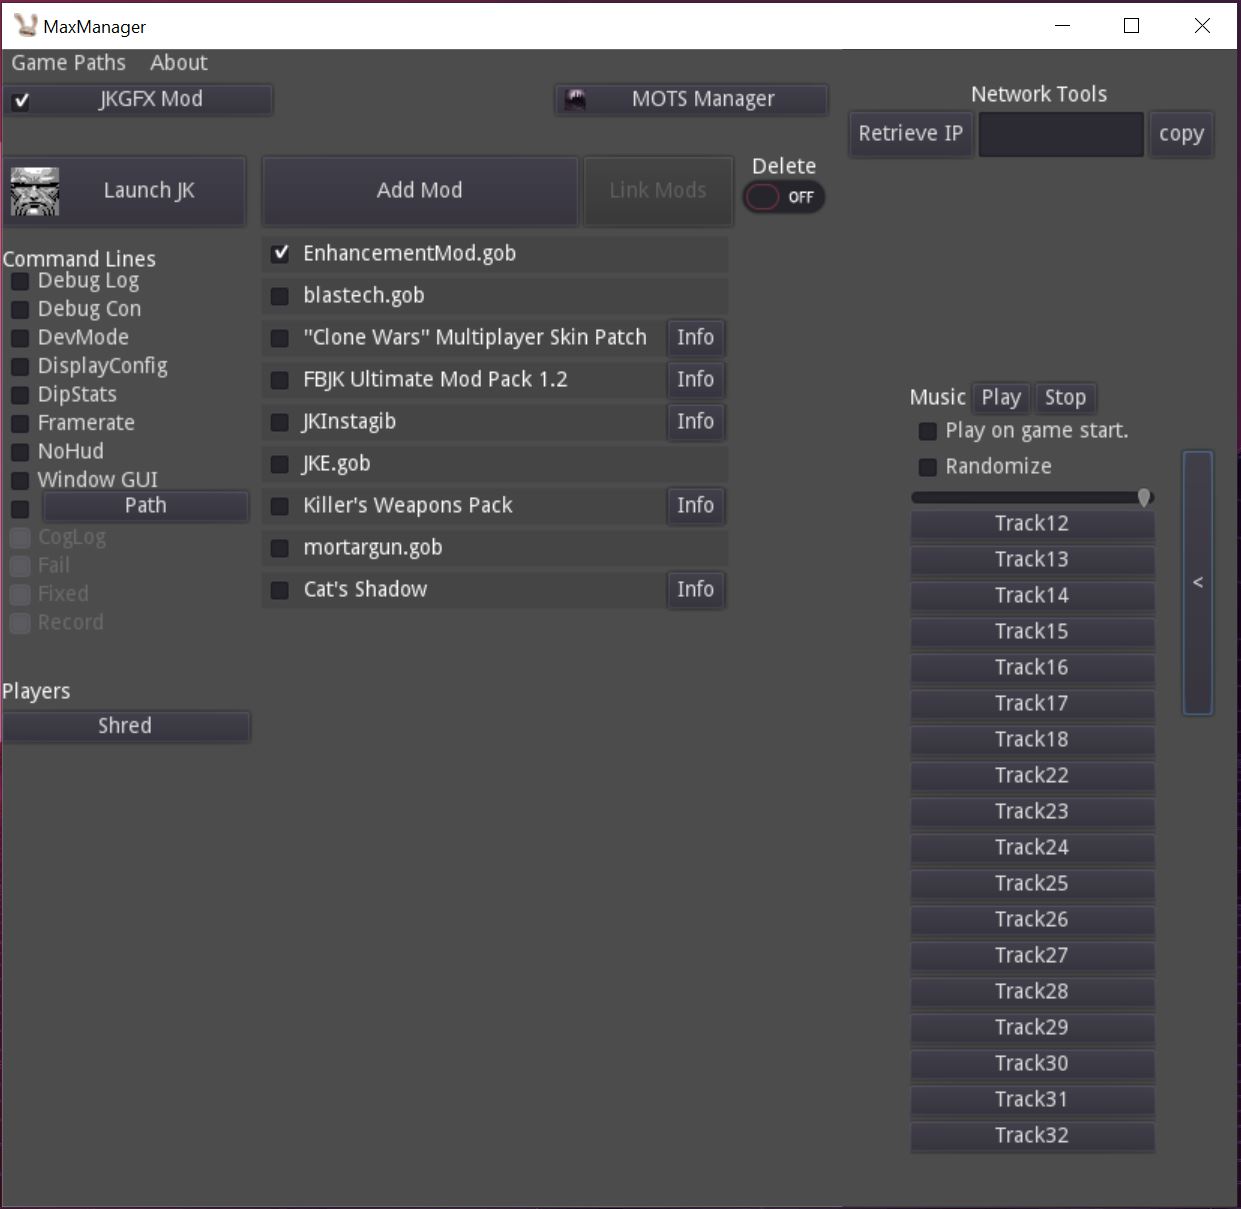 MaxManager
Game Paths About
JKGFX Mod
MOTS Manager
Network Tools
Retrieve IP
copy
Launch JK
Add Mod
Link Mods
Delete
OFF
Command Lines
Debug Log
Debug Con
DevMode
DisplayConfig
DipStats
Framerate
NoHud
Window GUI
Path
CogLog
Fail
Fixed
Record
Players
Shred
EnhancementMod.gob
blastech.gob
"Clone Wars" Multiplayer Skin Patch Info
FBJK Ultimate Mod Pack 1.2 Info
JKInstagib Info
JKE.gob
Killer's Weapons Pack Info
mortargun.gob
Cat's Shadow Info
Music Play Stop
Play on game start.
Randomize
Track12
Track13
Track14
Track15
Track16
Track17
Track18
Track22
Track23
Track24
Track25
Track26
Track27
Track28
Track29
Track30
Track31
Track32
<